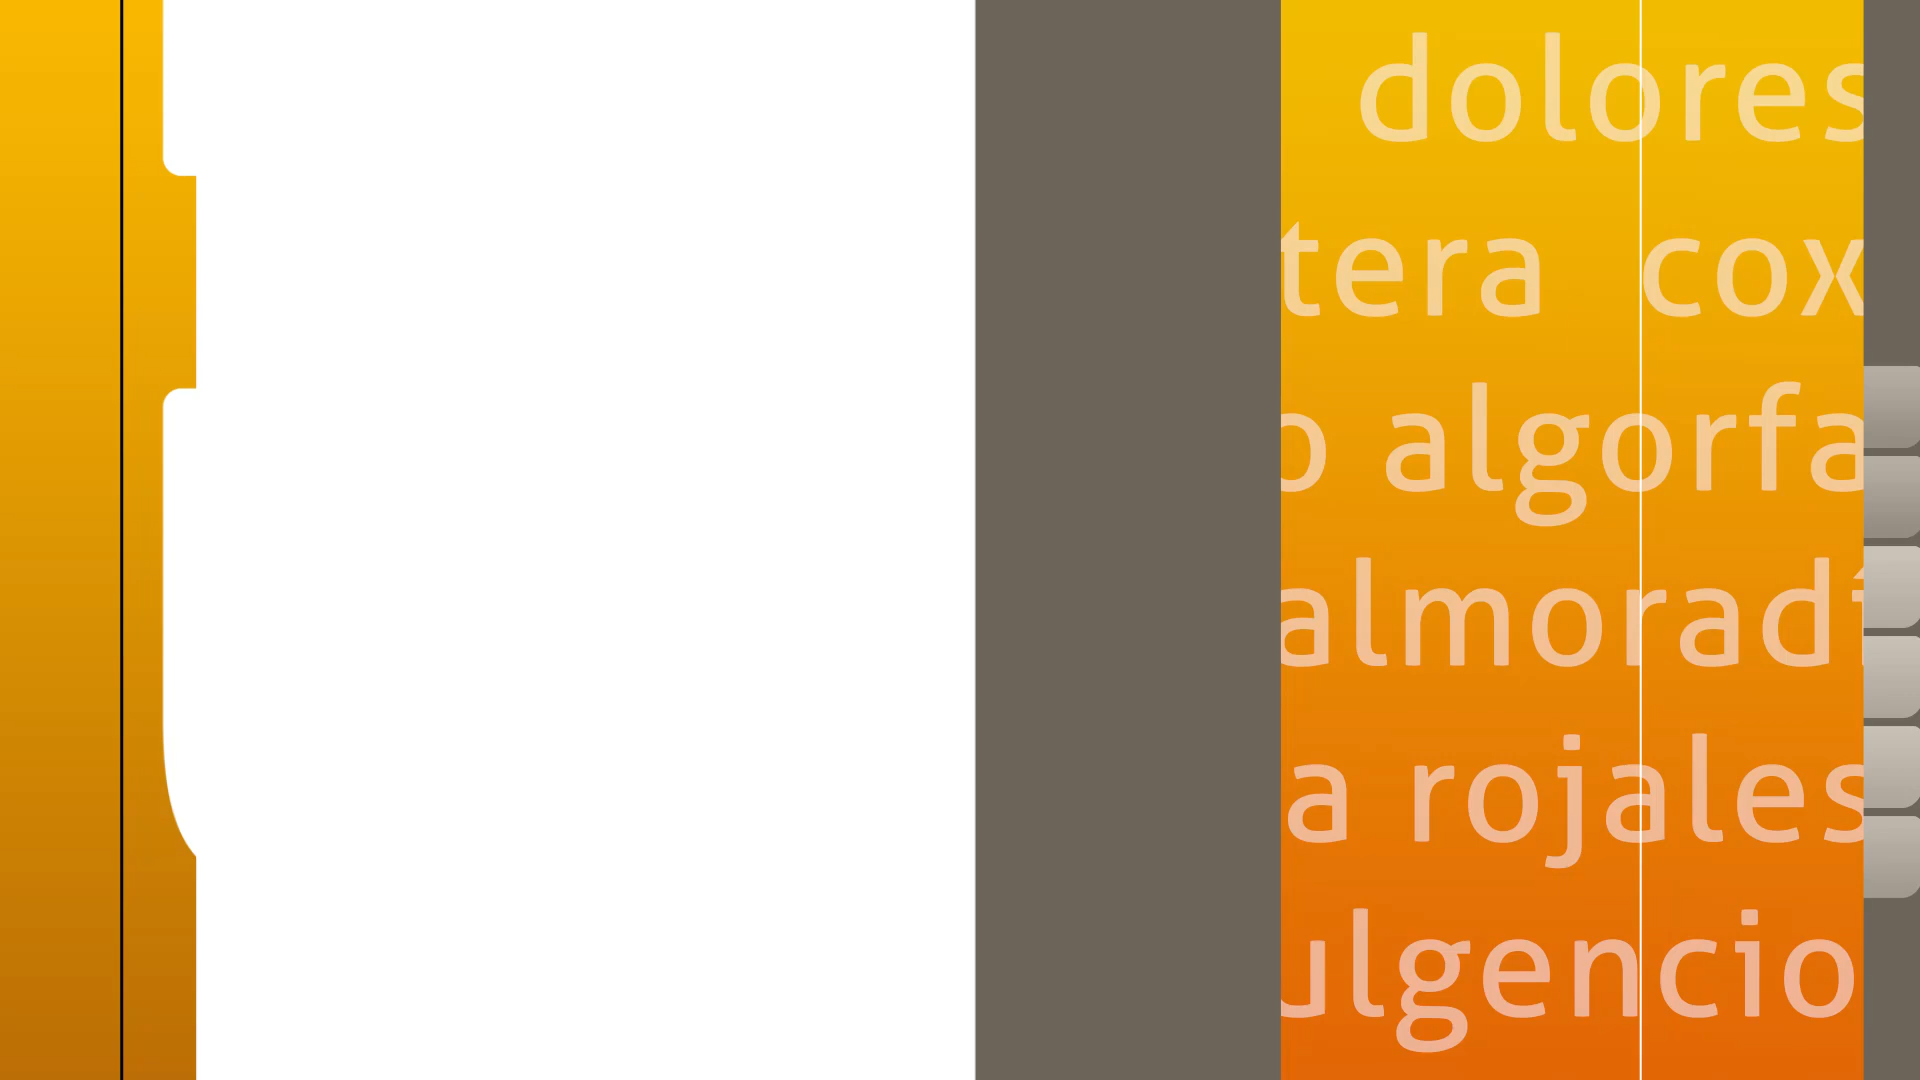 dolores
tera cox
o algorfa
almoradí
a rojales
ulgencio